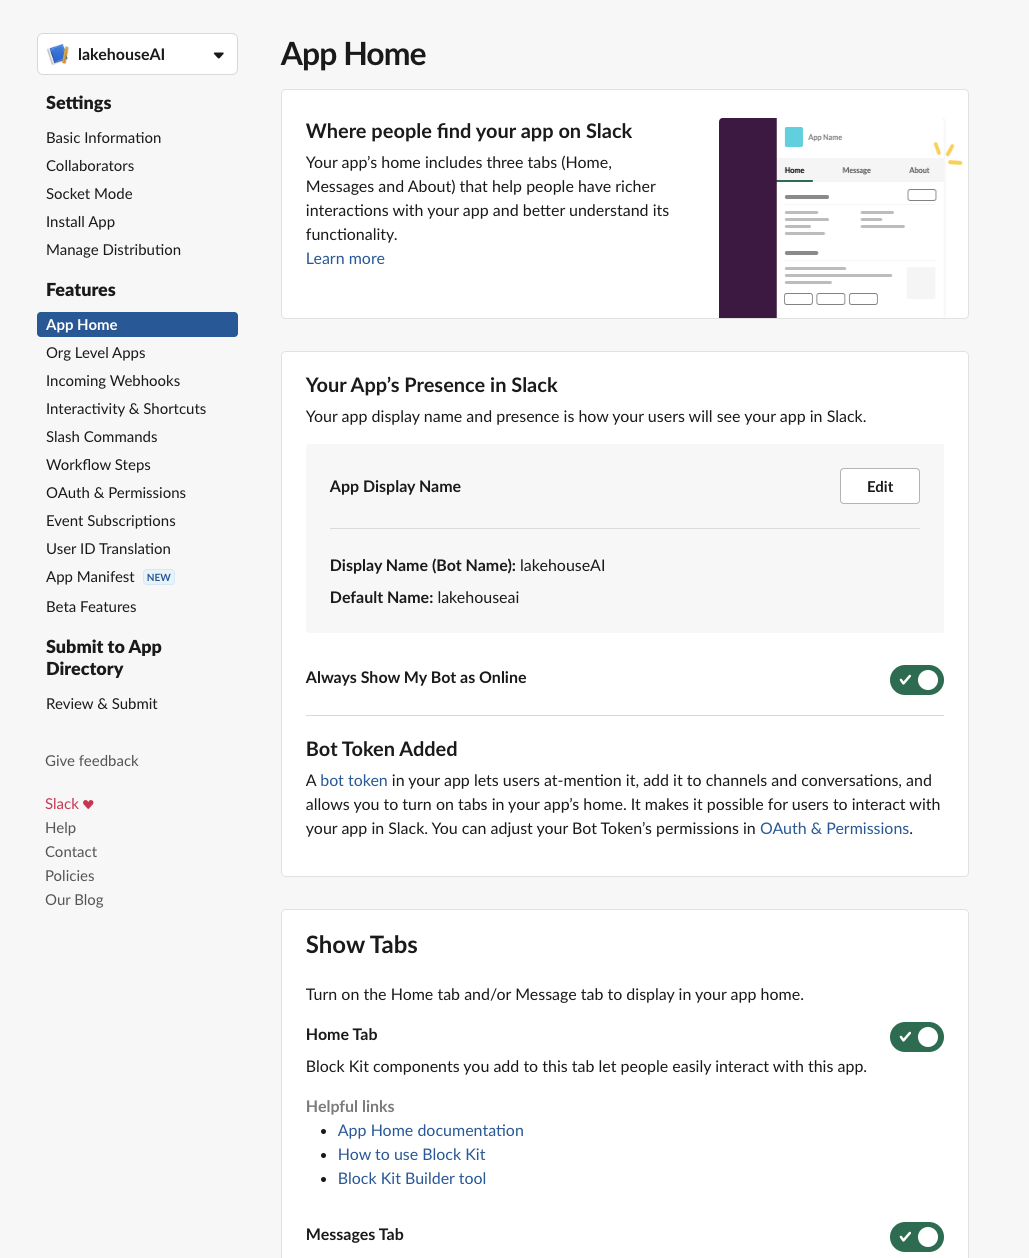 lakehouseAI
Settings
Basic Information
Collaborators
Socket Mode
Install App
Manage Distribution
Features
App Home
Org Level Apps
Incoming Webhooks
Interactivity & Shortcuts
Slash Commands
Workflow Steps
OAuth & Permissions
Event Subscriptions
User ID Translation
App Manifest NEW
Beta Features
Submit to App
Directory
Review & Submit
Give feedback
Slack ♥
Help
Contact
Policies
Our Blog
App Home
Where people find your app on Slack
Your app's home includes three tabs (Home,
Messages and About) that help people have richer
interactions with your app and better understand its
functionality.
Learn more
App Name
Home Message About
Your App's Presence in Slack
Your app display name and presence is how your users will see your app in Slack.
App Display Name Edit
Display Name (Bot Name): lakehouseAI
Default Name: lakehouseai
Always Show My Bot as Online
Bot Token Added
A bot token in your app lets users at-mention it, add it to channels and conversations, and
allows you to turn on tabs in your app's home. It makes it possible for users to interact with
your app in Slack. You can adjust your Bot Token's permissions in OAuth & Permissions.
Show Tabs
Turn on the Home tab and/or Message tab to display in your app home.
Home Tab
Block Kit components you add to this tab let people easily interact with this app.
Helpful links
• App Home documentation
• How to use Block Kit
• Block Kit Builder tool
Messages Tab